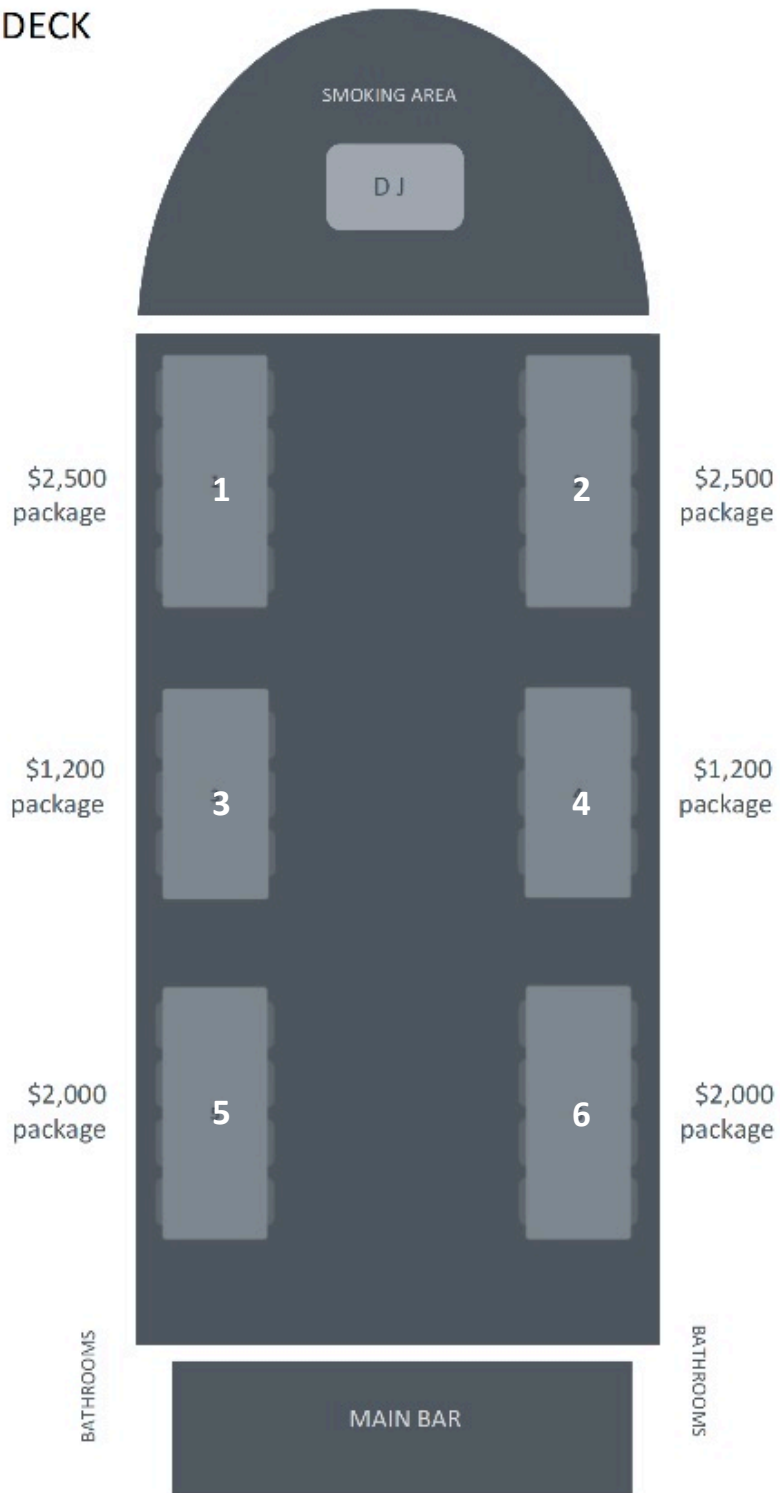 DECK
SMOKING AREA
D J
$2,500
package
1
2
$2,500
package
$1,200
package
3
4
$1,200
package
$2,000
package
5
6
$2,000
package
BATHROOMS
BATHROOMS
MAIN BAR